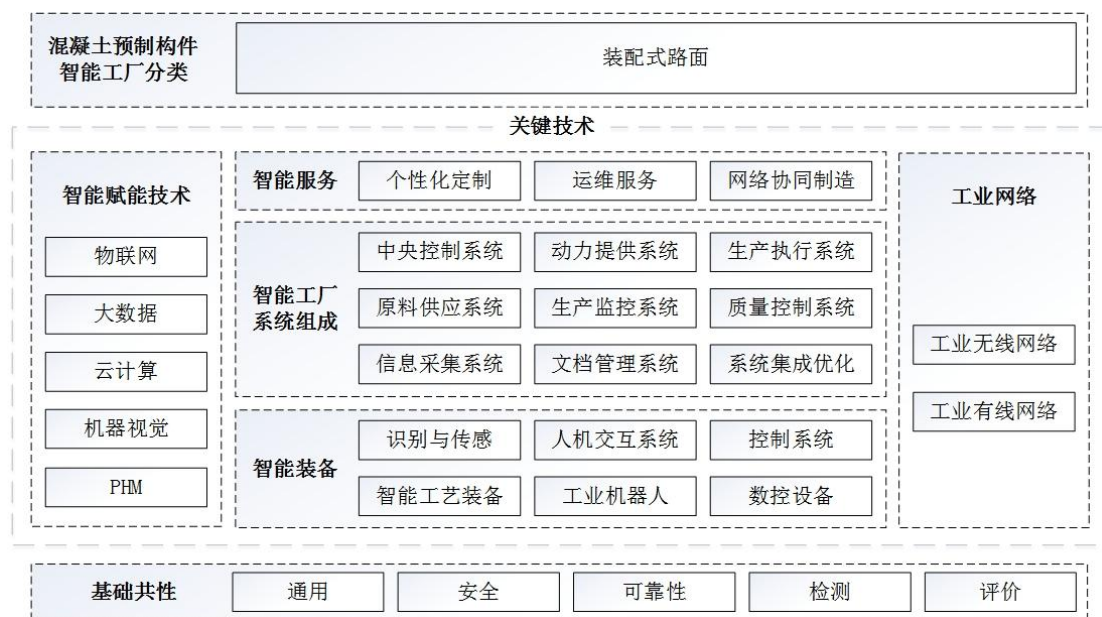 混凝土预制构件
智能工厂分类
装配式路面
关键技术
智能赋能技术
物联网
大数据
云计算
机器视觉
PHM
智能服务
个性化定制
运维服务
网络协同制造
智能工厂
系统组成
中央控制系统
动力提供系统
生产执行系统
原料供应系统
生产监控系统
质量控制系统
信息采集系统
文档管理系统
系统集成优化
智能装备
识别与传感
人机交互系统
控制系统
智能工艺装备
工业机器人
数控设备
工业网络
工业无线网络
工业有线网络
基础共性
通用
安全
可靠性
检测
评价